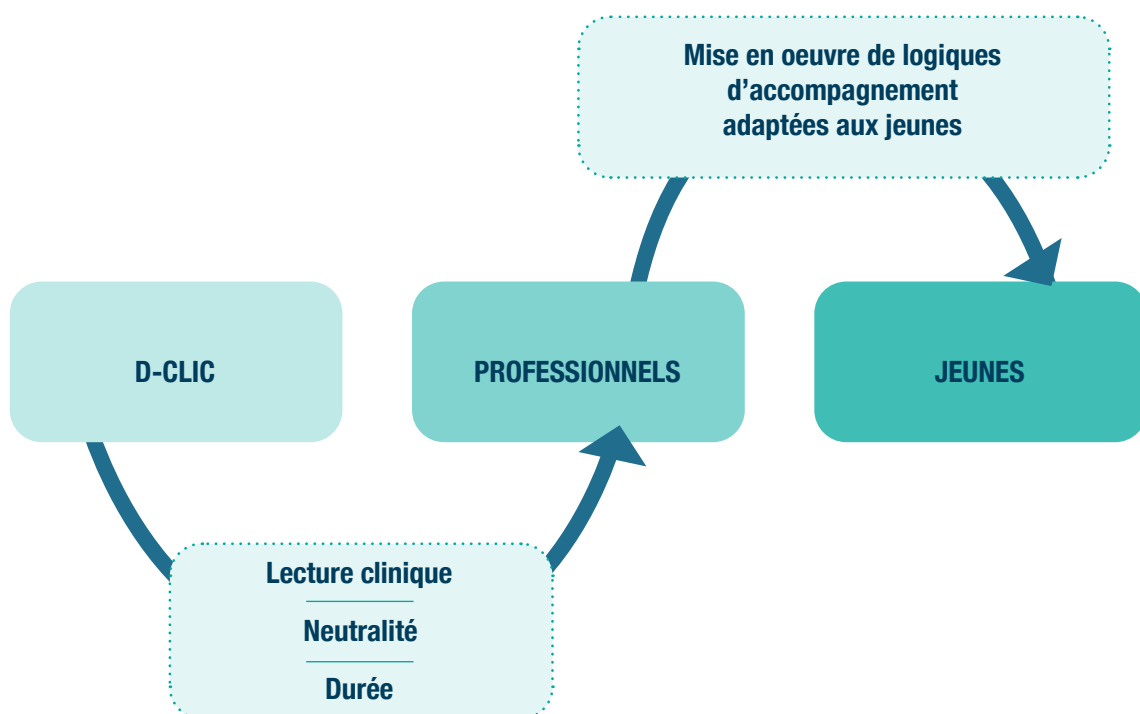 Mise en oeuvre de logiques
d’accompagnement
adaptées aux jeunes
D-CLIC
PROFESSIONNELS
JEUNES
Lecture clinique
Neutralité
Durée